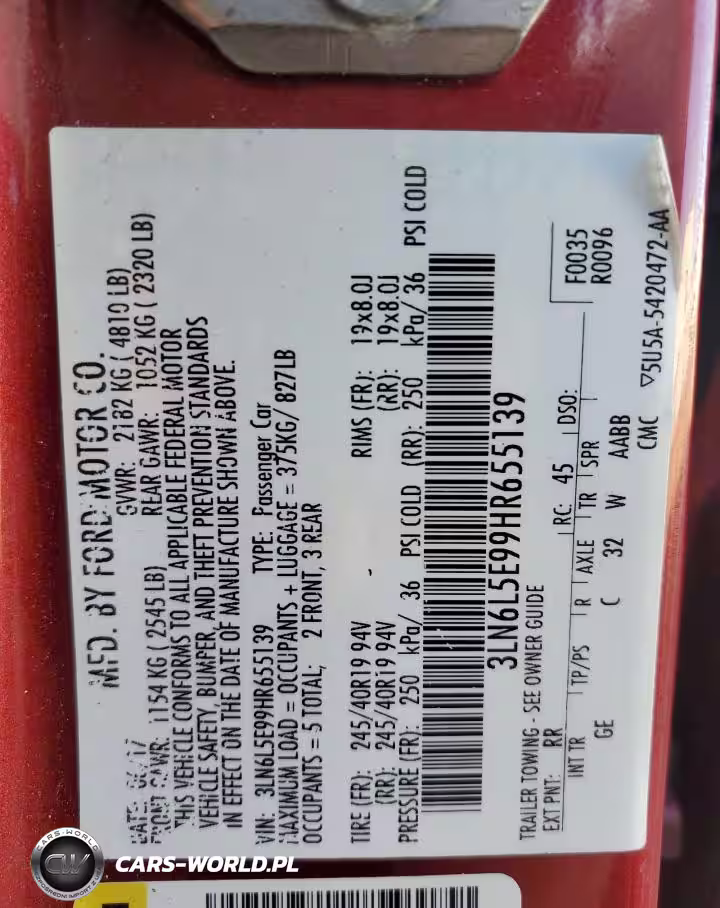 MFD. BY FORD MOTOR CO.
GVWR: 2182 KG ( 4810 LB)
FRONT GAWR: 1154 KG ( 2545 LB) REAR GAWR: 1052 KG ( 2320 LB)
THIS VEHICLE CONFORMS TO ALL APPLICABLE FEDERAL MOTOR
VEHICLE SAFETY, BUMPER, AND THEFT PREVENTION STANDARDS
IN EFFECT ON THE DATE OF MANUFACTURE SHOWN ABOVE.
VIN: 3LN6L5E99HR655139 TYPE: Passenger Car
MAXIMUM LOAD = OCCUPANTS + LUGGAGE = 375KG/ 827LB
OCCUPANTS = 5 TOTAL; 2 FRONT, 3 REAR
TIRE (FR): 245/40R19 94V RIMS (FR): 19x8.0J
(RR): 245/40R19 94V (RR): 19x8.0J
PRESSURE (FR): 250 kPa/ 36 PSI COLD (RR): 250 kPa/ 36 PSI COLD
3LN6L5E99HR655139
TRAILER TOWING - SEE OWNER GUIDE
EXT PNT: RR RC: 45 DSO: F0035
R0096
INT TR TP/PS R AXLE TR SPR
GE C 32 W AABB
CMC ▽5U5A-5420472-AA
CARS-WORLD
CW
CARS-WORLD.PL